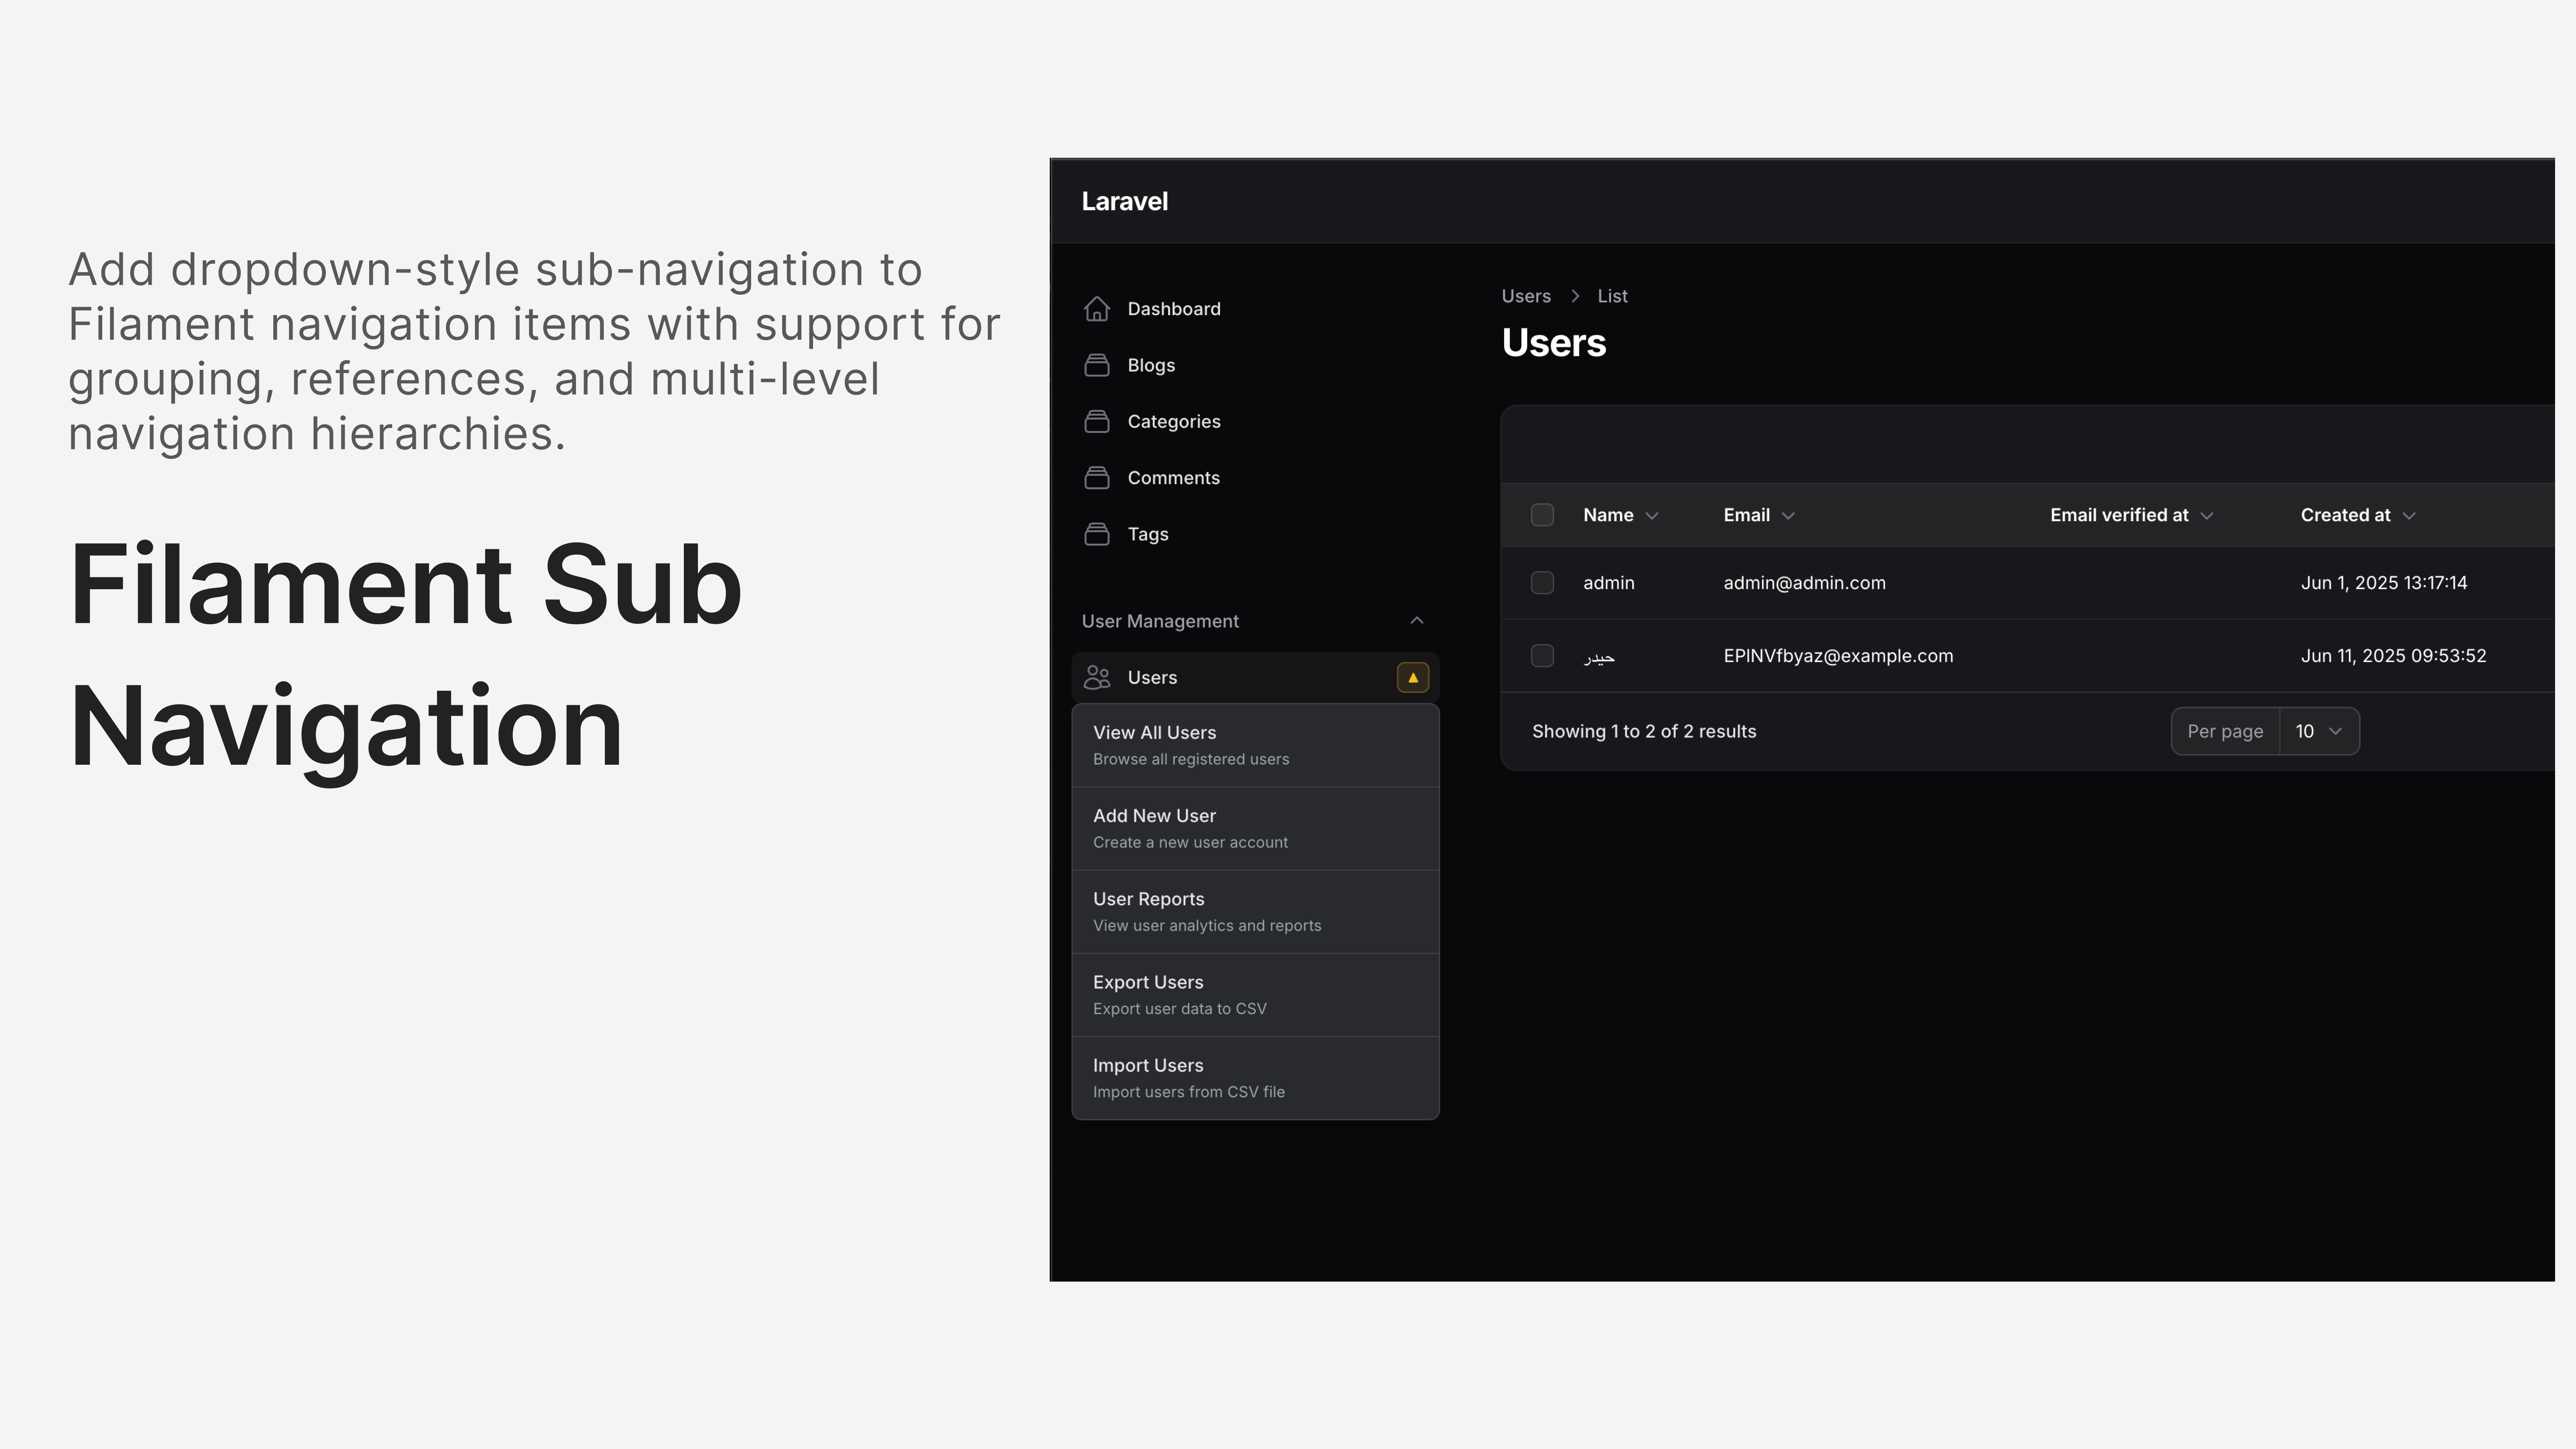 Add dropdown-style sub-navigation to
Filament navigation items with support for
grouping, references, and multi-level
navigation hierarchies.
Filament Sub
Navigation
Laravel
Dashboard
Blogs
Categories
Comments
Tags
User Management
Users
View All Users
Browse all registered users
Add New User
Create a new user account
User Reports
View user analytics and reports
Export Users
Export user data to CSV
Import Users
Import users from CSV file
Users List
Users
Name Email Email verified at Created at
admin admin@admin.com Jun 1, 2025 13:17:14
حيدر EPINVfbyaz@example.com Jun 11, 2025 09:53:52
Showing 1 to 2 of 2 results Per page 10